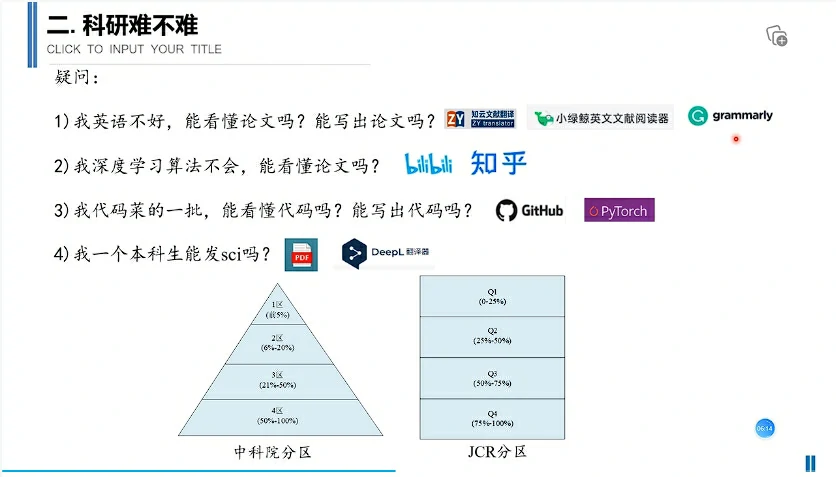 二. 科研难不难
CLICK TO INPUT YOUR TITLE
疑问：
1)我英语不好，能看懂论文吗？能写出论文吗？ ZY 知云文献翻译 ZY translator 小绿鲸英文文献阅读器 G grammarly
2)我深度学习算法不会，能看懂论文吗？ bilibili 知乎
3)我代码菜的一批，能看懂代码吗？能写出代码吗？ GitHub PyTorch
4)我一个本科生能发sci吗？ PDF DeepL 翻译器
1区
(前5%)
2区
(6%-20%)
3区
(21%-50%)
4区
(50%-100%)
中科院分区
Q1
(0-25%)
Q2
(25%-50%)
Q3
(50%-75%)
Q4
(75%-100%)
JCR分区
06:14